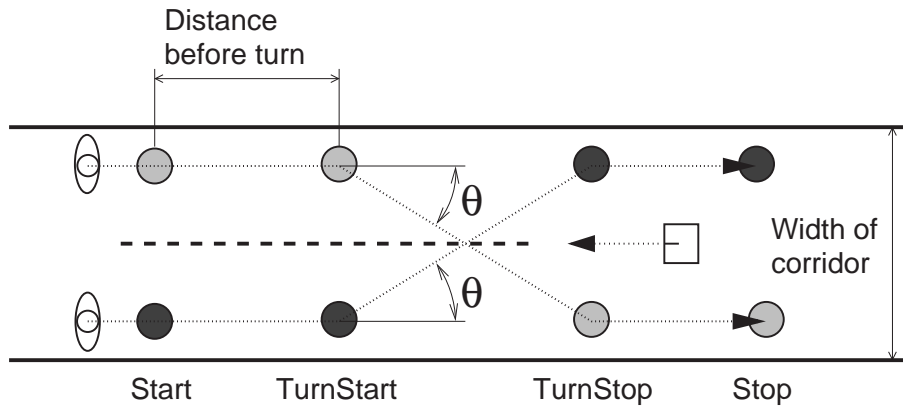 Distance
before turn
θ
θ
Width of
corridor
Start TurnStart TurnStop Stop